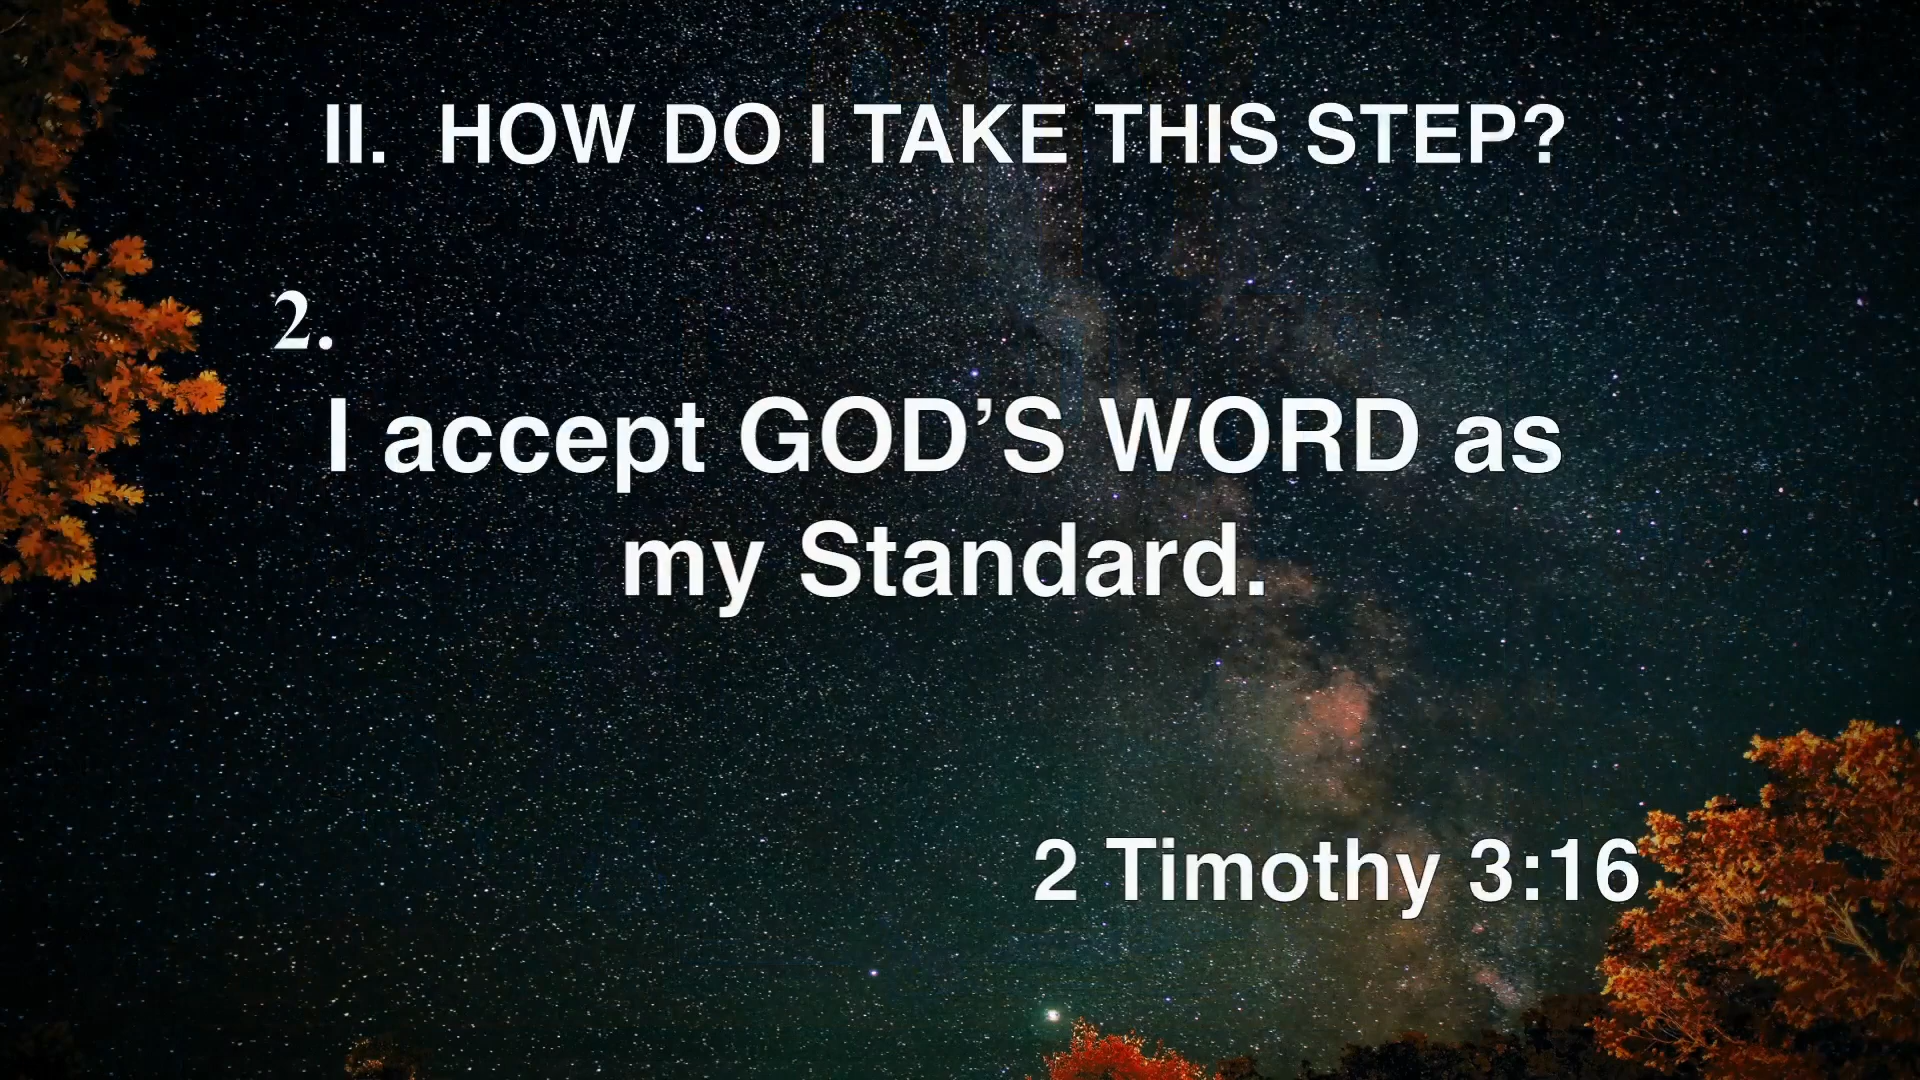 II. HOW DO I TAKE THIS STEP?
2.
I accept GOD’S WORD as
my Standard.
2 Timothy 3:16